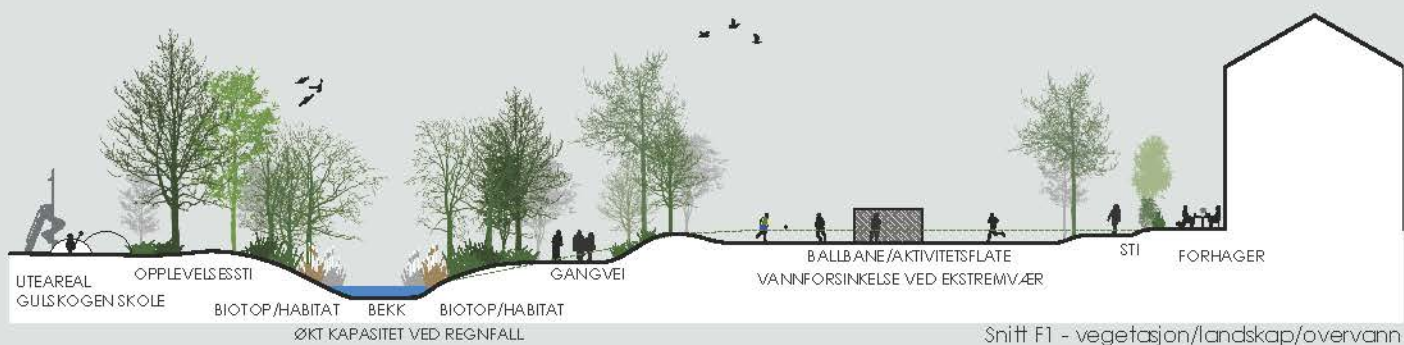 UTEAREAL
GULSKOGEN SKOLE
OPPLEVELSESSTI
BIOTOP/HABITAT
BEKK
BIOTOP/HABITAT
ØKT KAPASITET VED REGNFALL
GANGVEI
BALLBANE/AKTIVITETSFLATE
VANNFORSINKELSE VED EKSTREMVÆR
STI
FORHAGER
Snitt F1 - vegetasjon/landskap/overvann